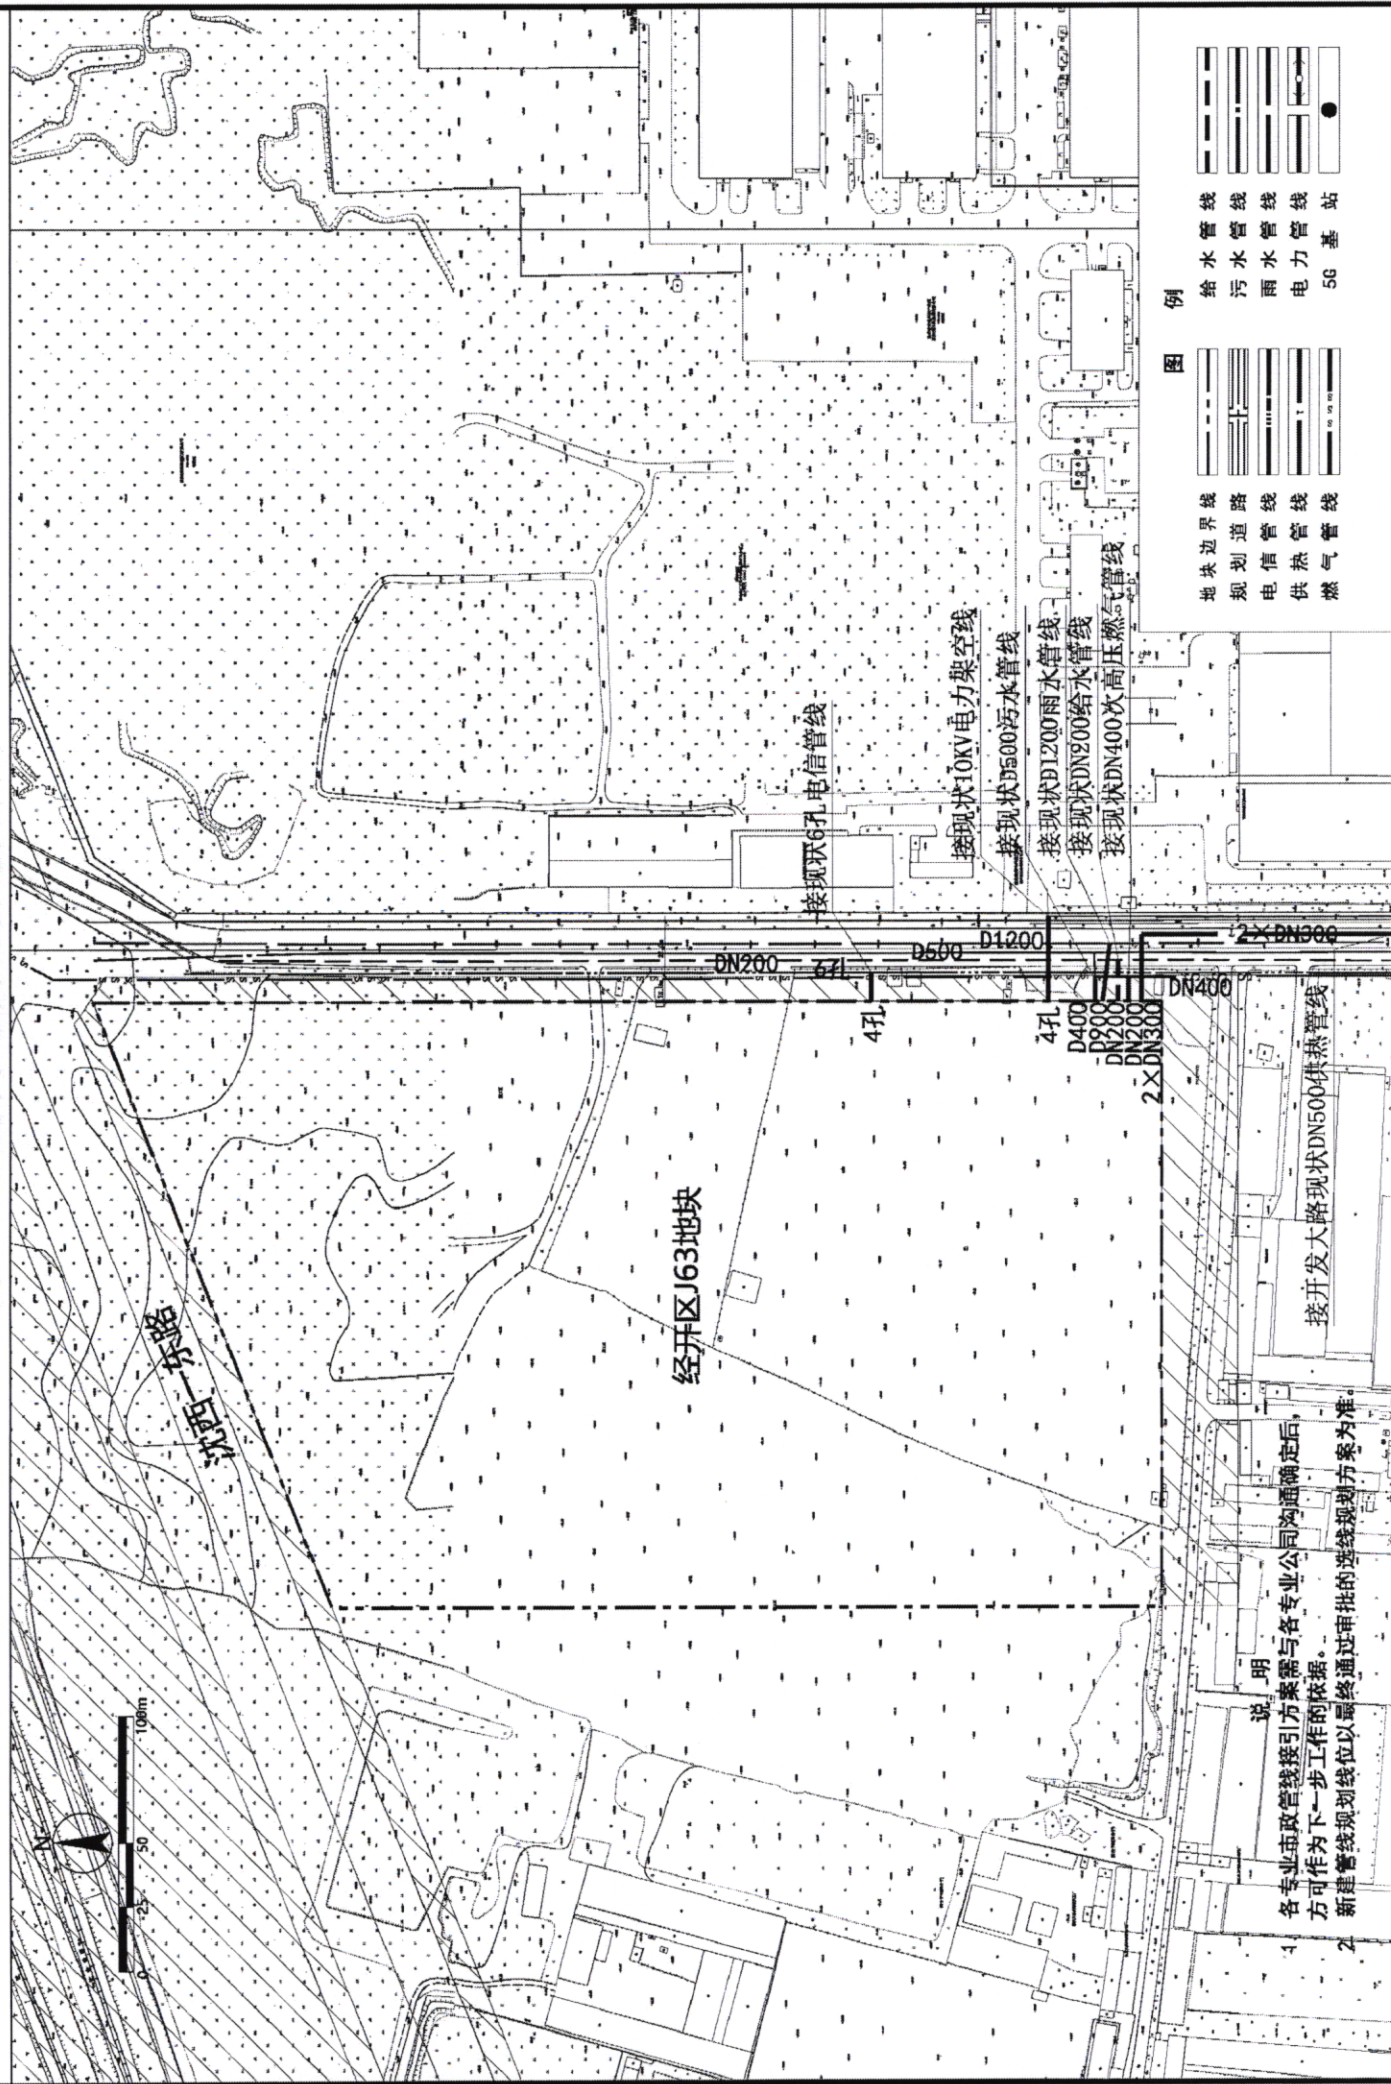 沈西一东路
经开区J63地块
N
0
25
50
100m
接现状6孔电信管线
接现状10KV电力架空线
接现状D500污水管线
接现状D1200雨水管线
接现状DN200给水管线
接现状DN400次高压燃气管线
接开发大路现状DN500供热管线
DN200
6孔
D500
D1200
2×DN300
DN400
4孔
4孔
D400
D900
DN200
DN200
2×DN300
图 例
地块边界线
规划道路
电信管线
供热管线
燃气管线
给水管线
污水管线
雨水管线
电力管线
5G基站
说 明
1 各专业市政管线接引方案需与各专业公司沟通确定后,
方可作为下一步工作的依据。
2 新建管线规划线位以最终通过审批的选线规划方案为准。